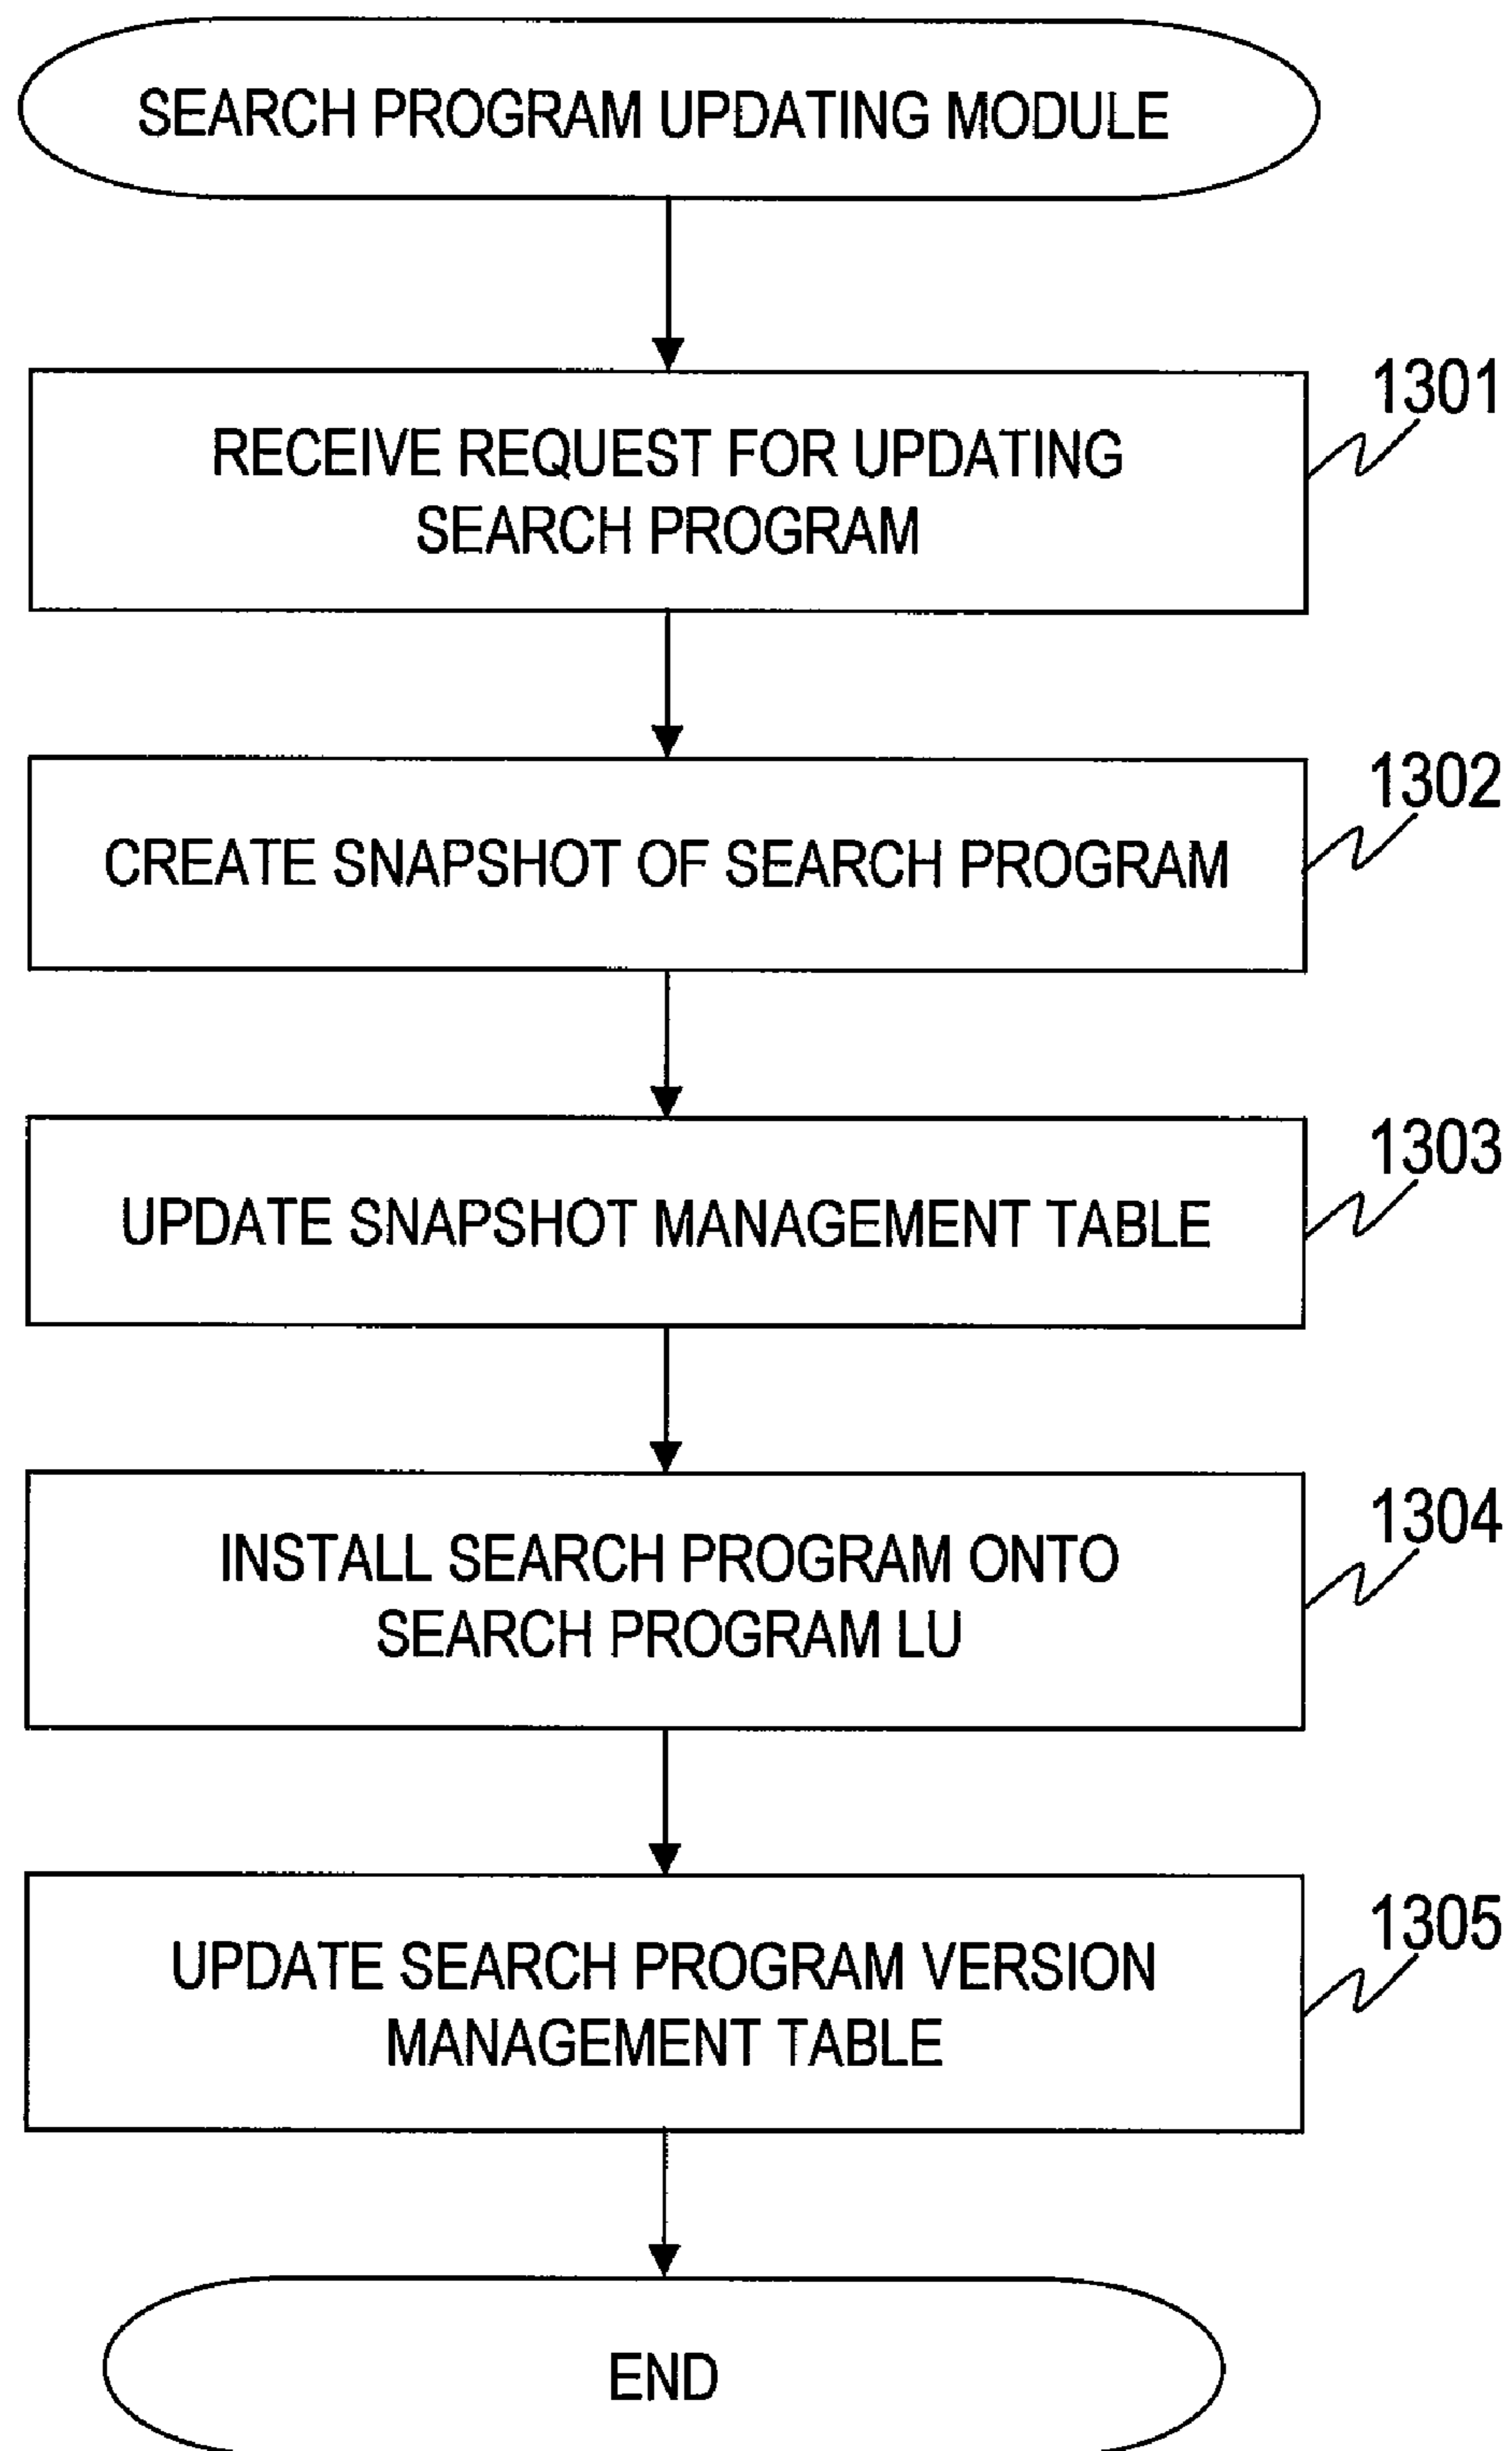 SEARCH PROGRAM UPDATING MODULE
1301
RECEIVE REQUEST FOR UPDATING
SEARCH PROGRAM
1302
CREATE SNAPSHOT OF SEARCH PROGRAM
1303
UPDATE SNAPSHOT MANAGEMENT TABLE
1304
INSTALL SEARCH PROGRAM ONTO
SEARCH PROGRAM LU
1305
UPDATE SEARCH PROGRAM VERSION
MANAGEMENT TABLE
END